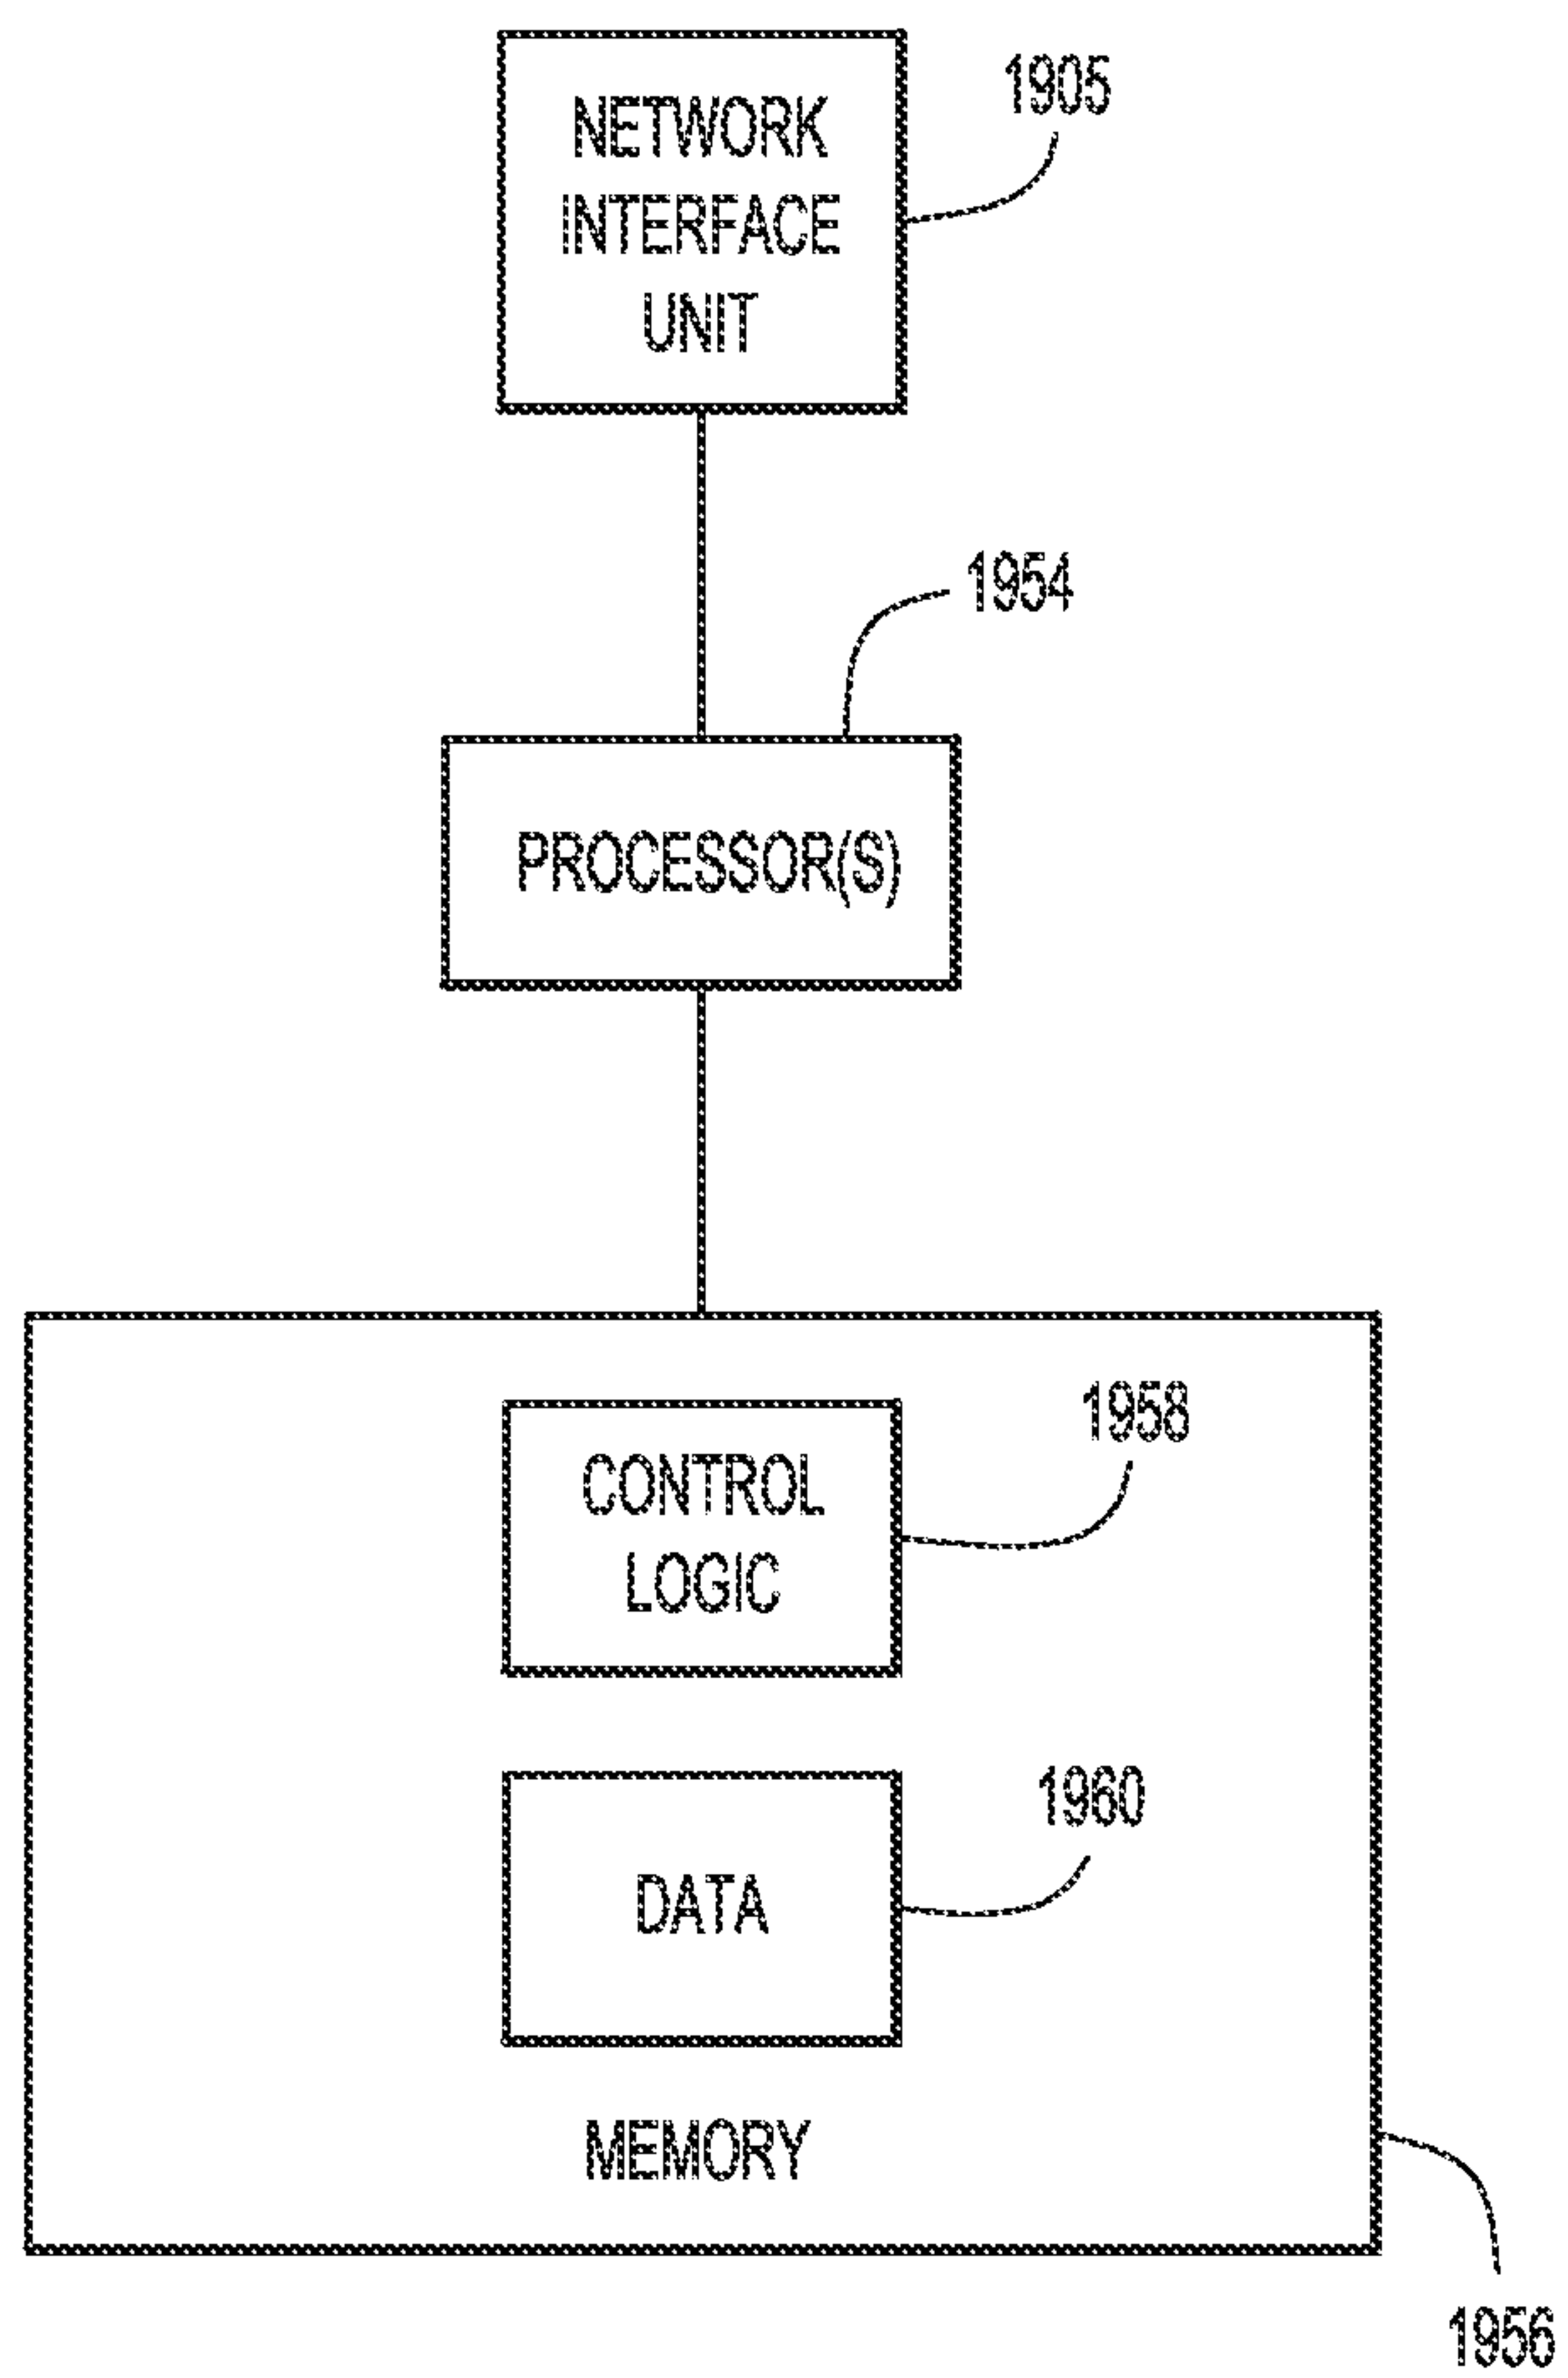 NETWORK
INTERFACE
UNIT
1905
1954
PROCESSOR(S)
CONTROL
LOGIC
1958
DATA
1960
MEMORY
1956